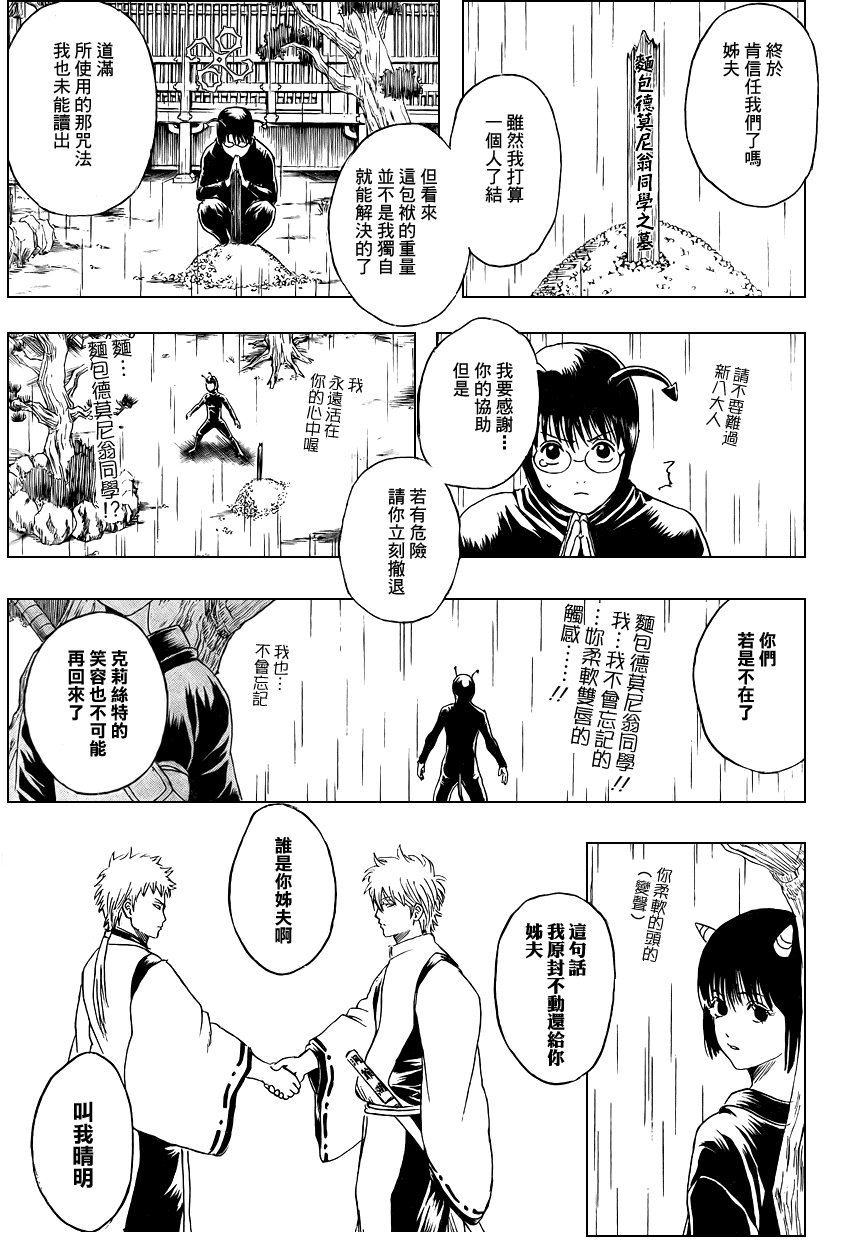 終於
肯信任我們了嗎
姊夫
麵包德莫尼翁同學之墓
雖然我打算
一個人了結
但看來
這包袱的重量
並不是我獨自
就能解決的了
道滿
所使用的那咒法
我也未能讀出
請不要難過
新八大人
我要感謝…
你的協助
但是
若有危險
請你立刻撤退
我
永遠活在
你的心中喔
麵…
麵包德莫尼翁同學!?
你們
若是不在了
麵包德莫尼翁同學!!
我…我不會忘記的
…妳柔軟雙唇的
觸感……!!
我也…
不會忘記
克莉絲特的
笑容也不可能
再回來了
你柔軟的頭的
(變聲)
這句話
我原封不動還給你
姊夫
誰是你姊夫啊
叫我晴明